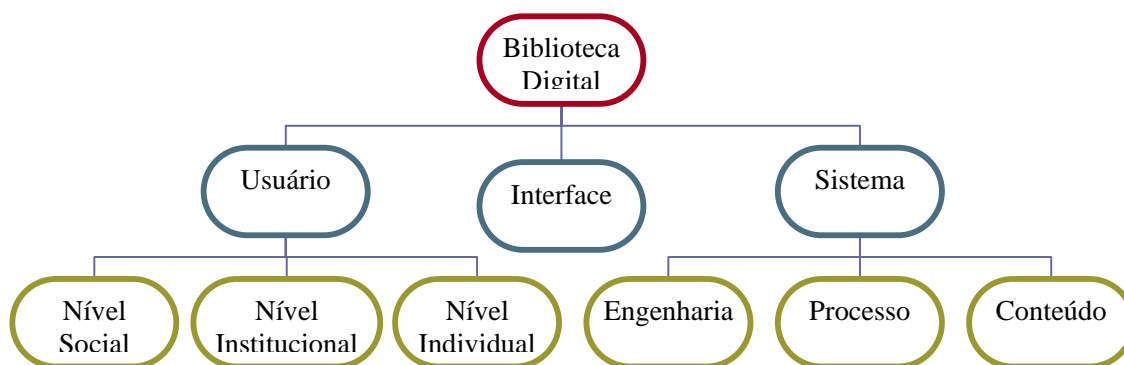 Biblioteca
Digital
Usuário
Interface
Sistema
Nível
Social
Nível
Institucional
Nível
Individual
Engenharia
Processo
Conteúdo